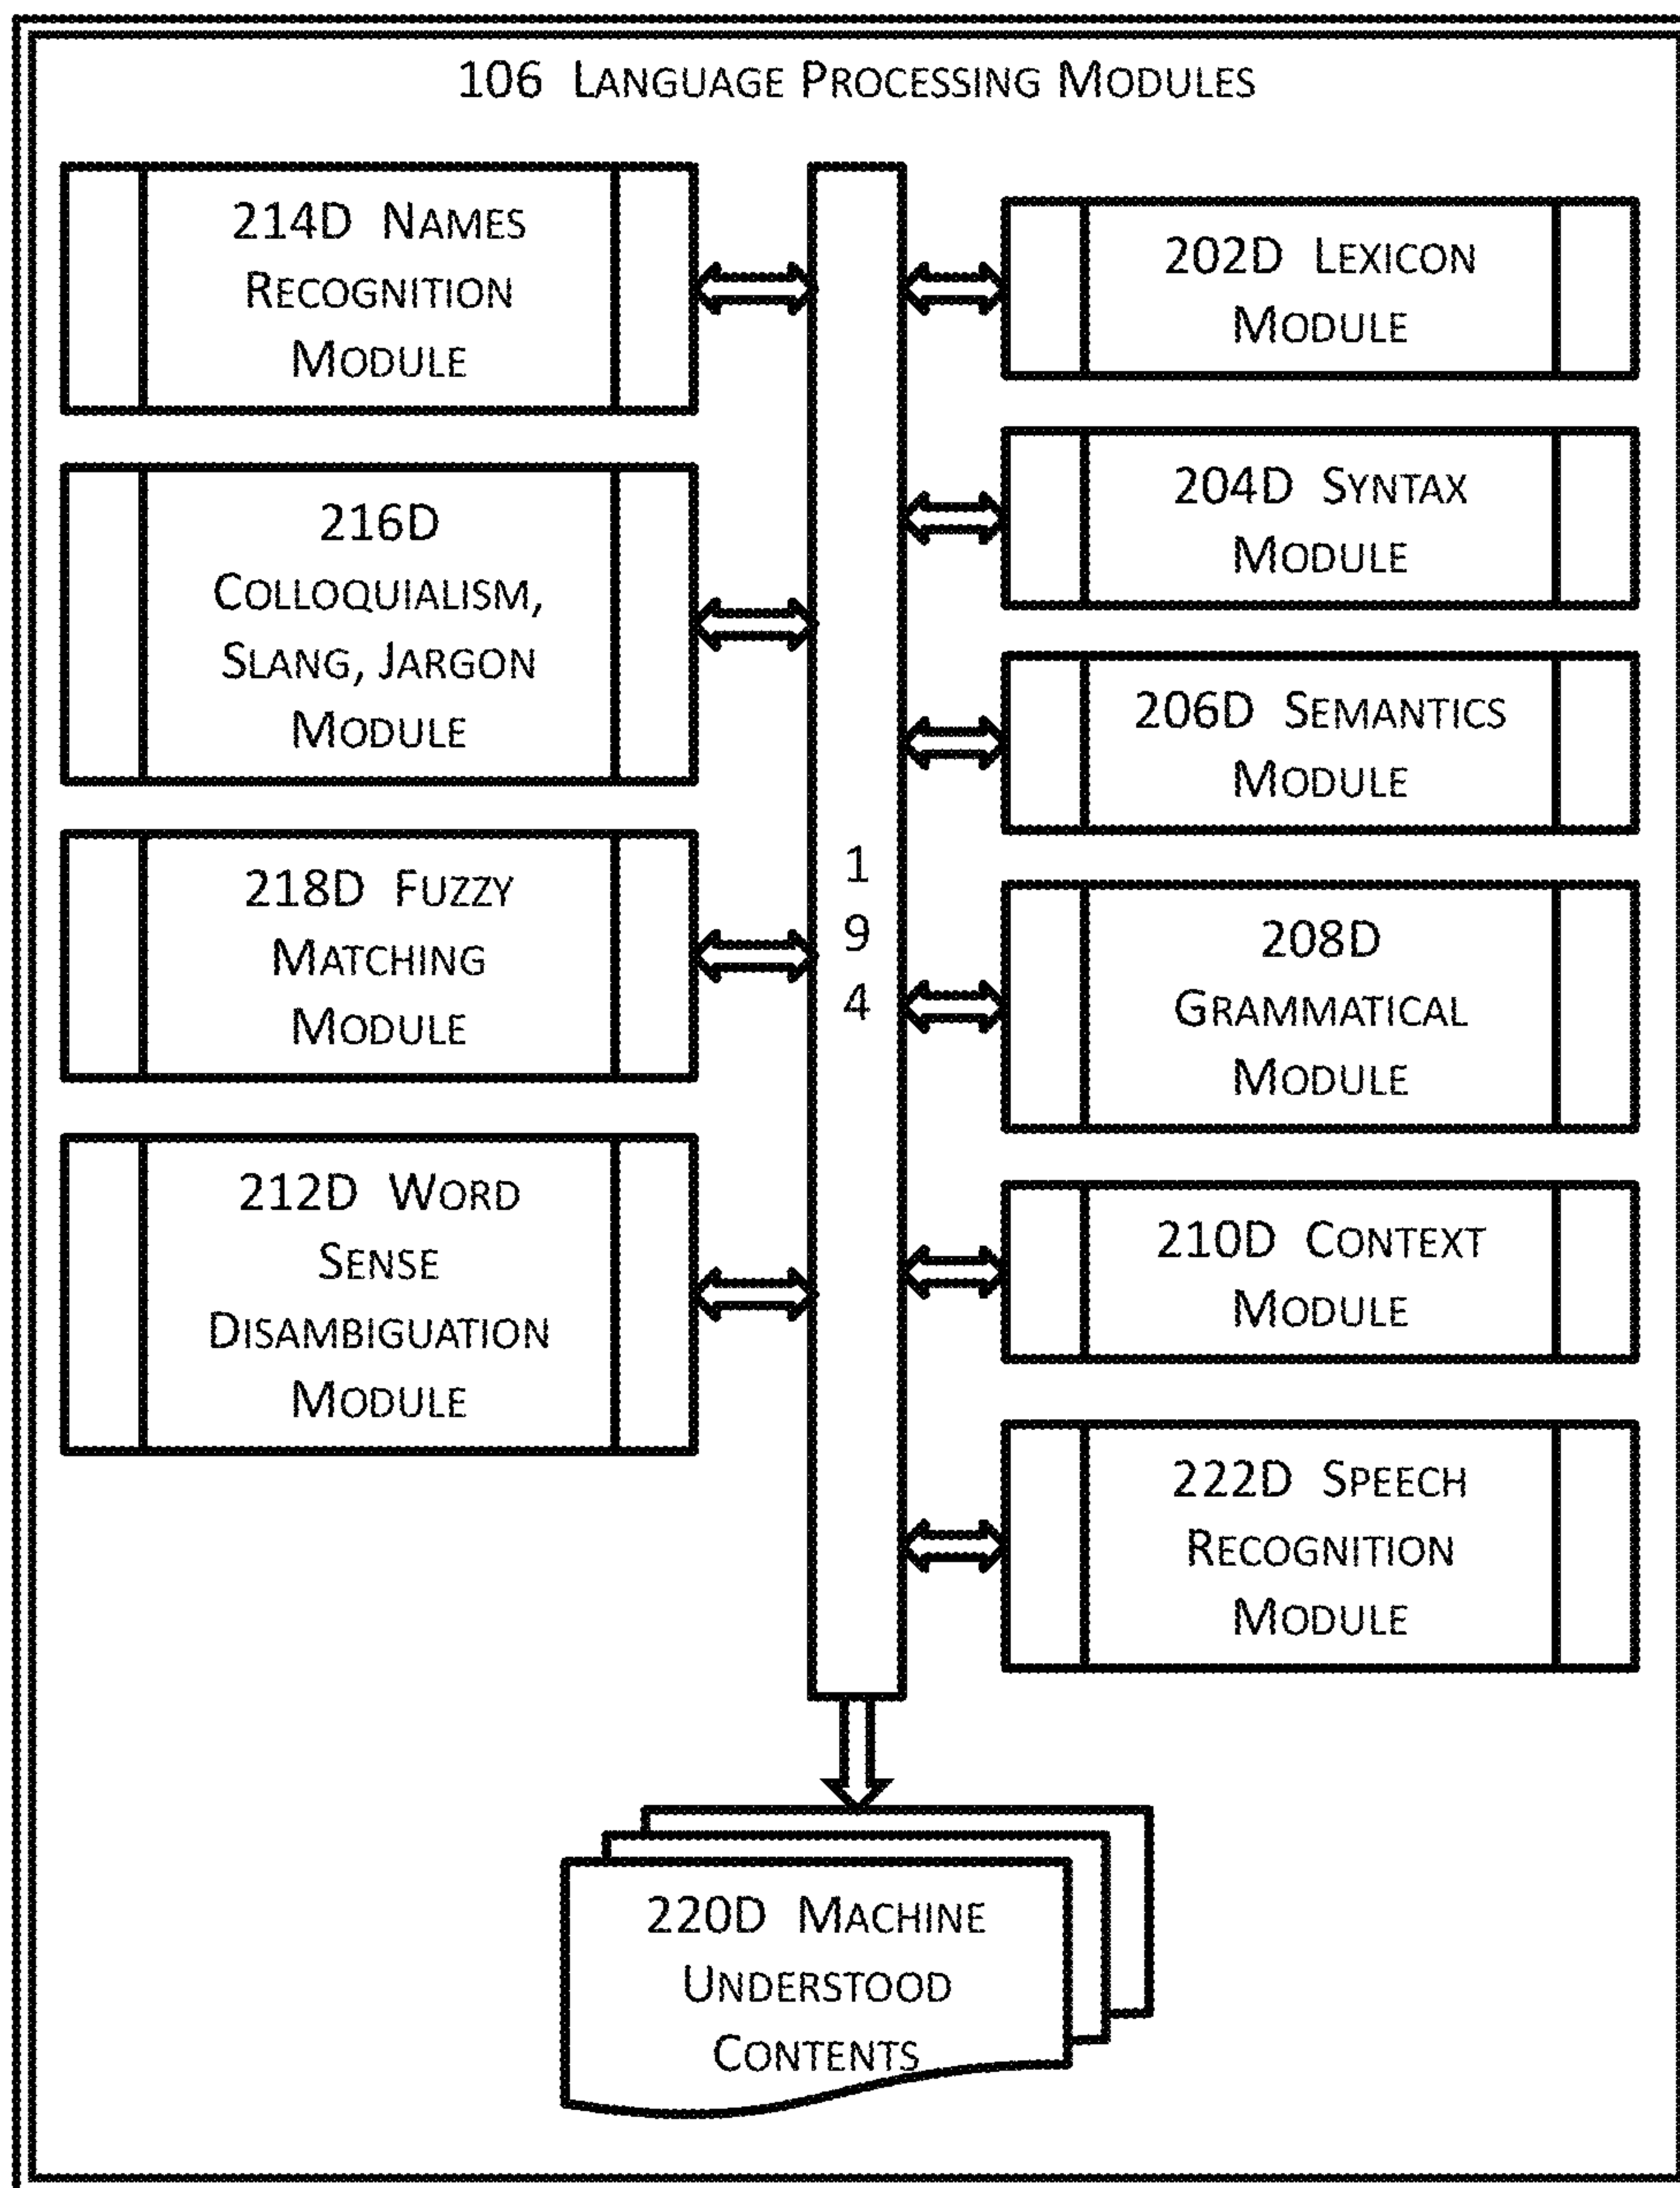 106 Language Processing Modules
214D Names
Recognition
Module
216D
Colloquialism,
Slang, Jargon
Module
218D Fuzzy
Matching
Module
212D Word
Sense
Disambiguation
Module
1
9
4
202D Lexicon
Module
204D Syntax
Module
206D Semantics
Module
208D
Grammatical
Module
210D Context
Module
222D Speech
Recognition
Module
220D Machine
Understood
Contents